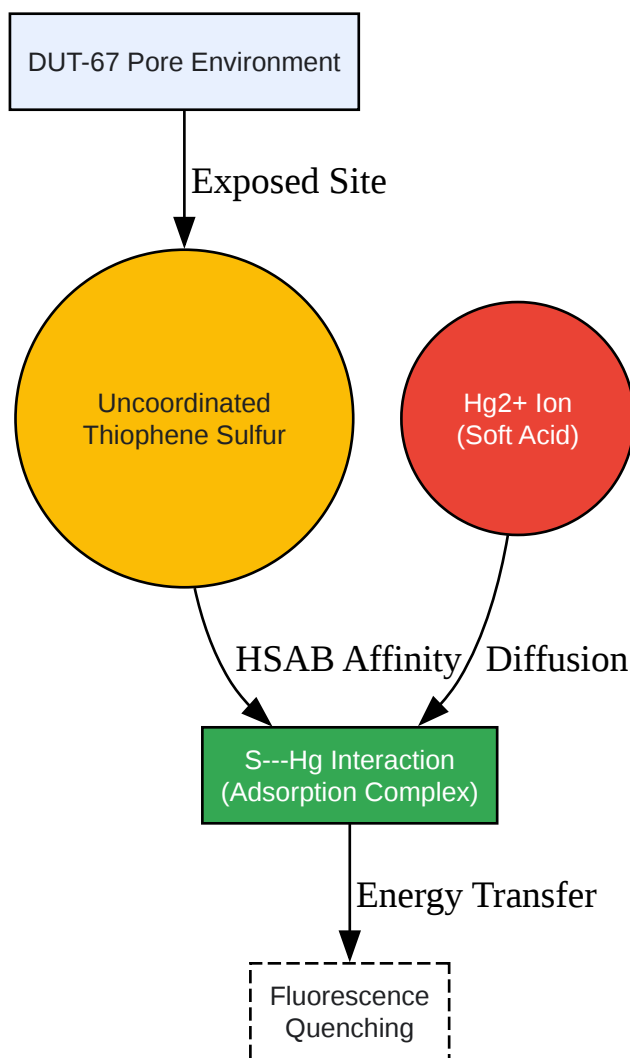 DUT-67 Pore Environment
Exposed Site
Uncoordinated
Thiophene Sulfur
Hg2+ Ion
(Soft Acid)
HSAB Affinity
Diffusion
S---Hg Interaction
(Adsorption Complex)
Energy Transfer
Fluorescence
Quenching